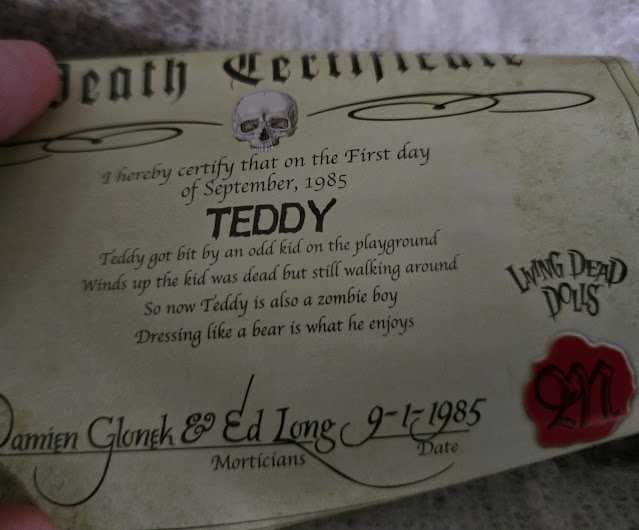 Death Certificate
I hereby certify that on the First day
of September, 1985
TEDDY
Teddy got bit by an odd kid on the playground
Winds up the kid was dead but still walking around
So now Teddy is also a zombie boy
Dressing like a bear is what he enjoys
LIVING DEAD
DOLLS
Damien Glonek & Ed Long 9-1-1985
Morticians Date